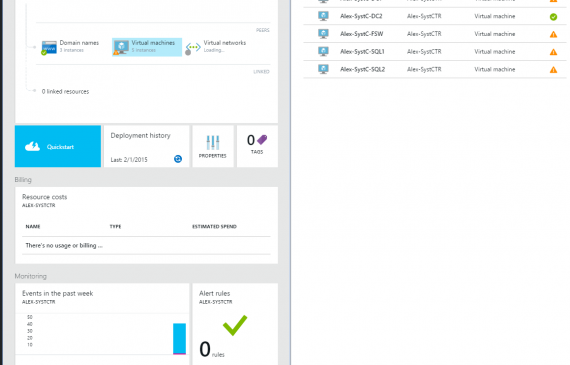 PEERS
Domain names
3 instances
Virtual machines
5 instances
Virtual networks
Loading...
LINKED
0 linked resources
Quickstart
Deployment history
Last: 2/1/2015
PROPERTIES
0
TAGS
Billing
Resource costs
ALEX-SYSTCTR
NAME TYPE ESTIMATED SPEND
There's no usage or billing ...
Monitoring
Events in the past week
ALEX-SYSTCTR
50
40
30
20
10
Alert rules
ALEX-SYSTCTR
0 rules
Alex-SystC-DC2 Alex-SystCTR Virtual machine
Alex-SystC-FSW Alex-SystCTR Virtual machine
Alex-SystC-SQL1 Alex-SystCTR Virtual machine
Alex-SystC-SQL2 Alex-SystCTR Virtual machine